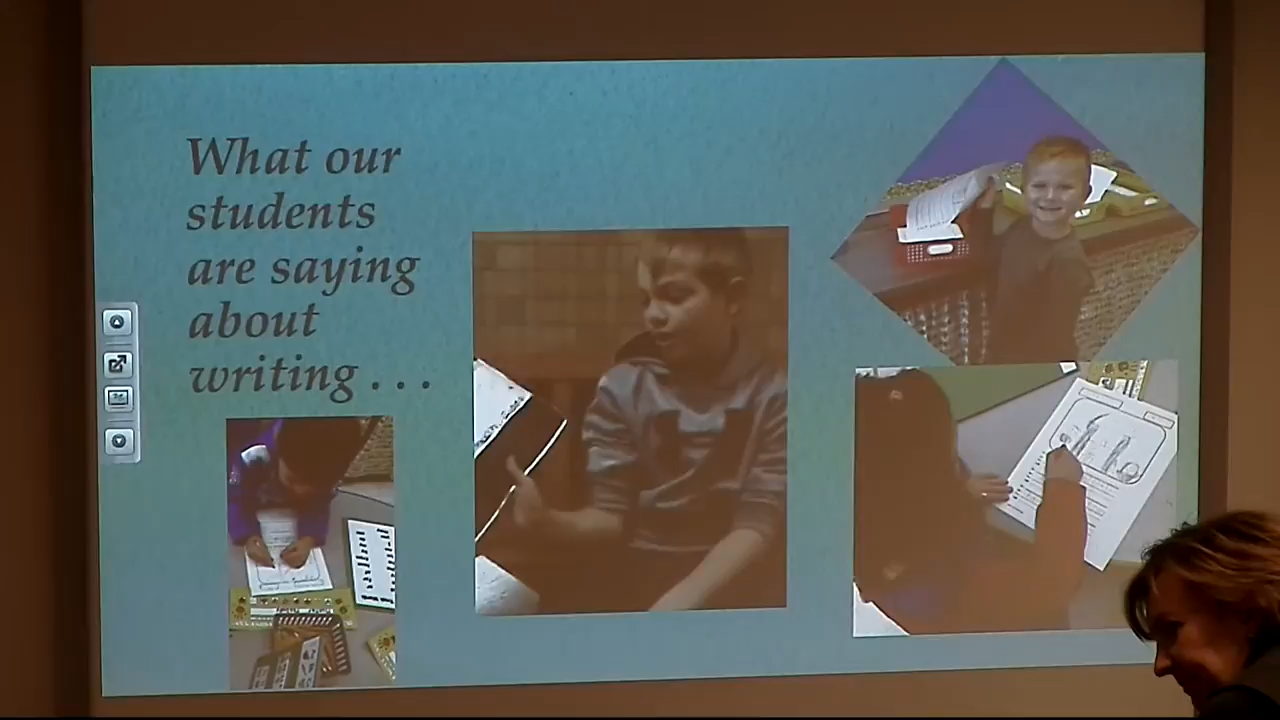 What our
students
are saying
about
writing . . .